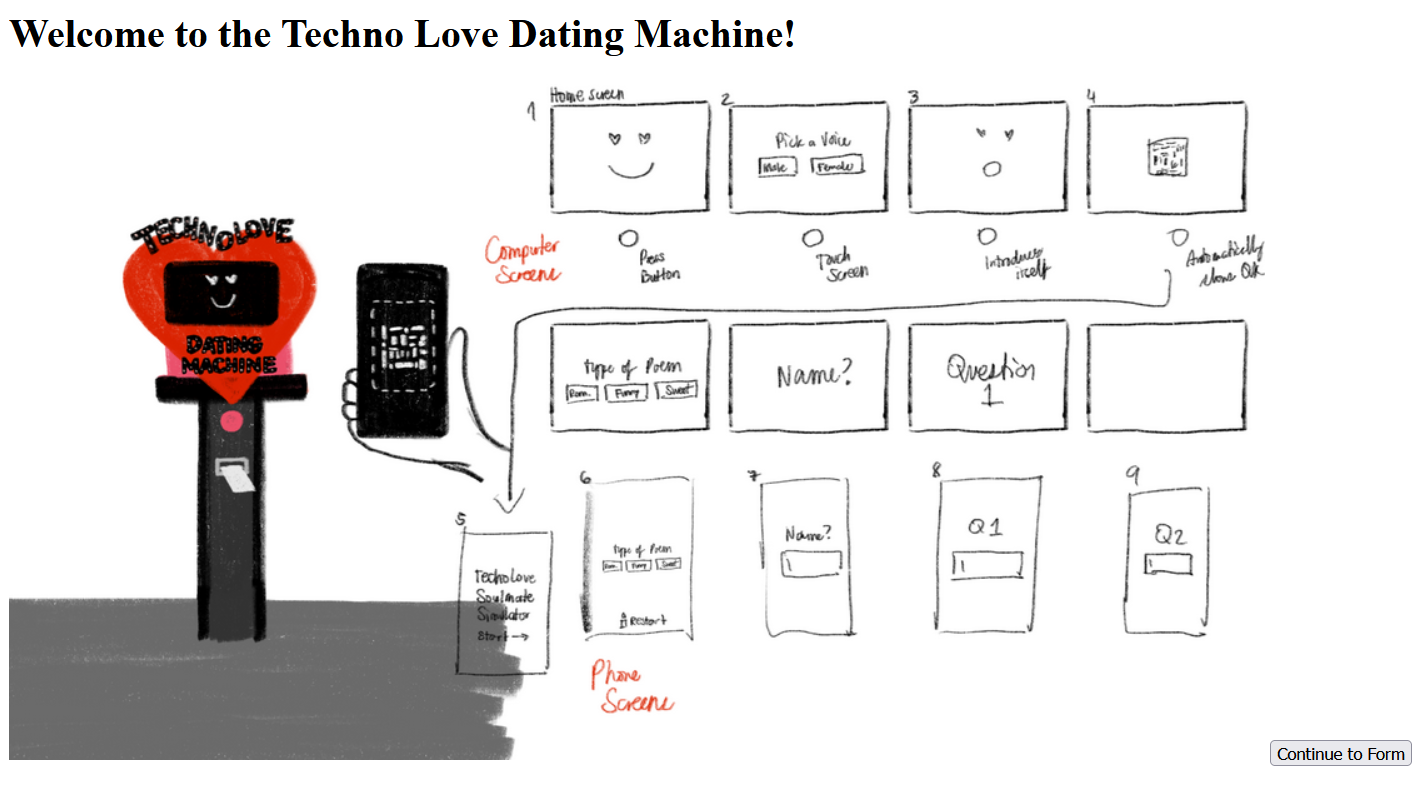 Welcome to the Techno Love Dating Machine!
1
Home screen
2
Pick a Voice
Male
Female
3
4
TECHNOLOVE
DATING
MACHINE
Computer
Screens
Press
Button
Touch
Screen
Introduces
itself
Automatically
shows QR
type of Poem
Rom.
Funny
Sweet
Name?
Question
1
5
Techolove
Soulmate
Simulator
Start →
6
type of Poem
Rom.
Funny
Sweet
Restart
7
Name?
8
Q1
9
Q2
Phone
Screens
Continue to Form